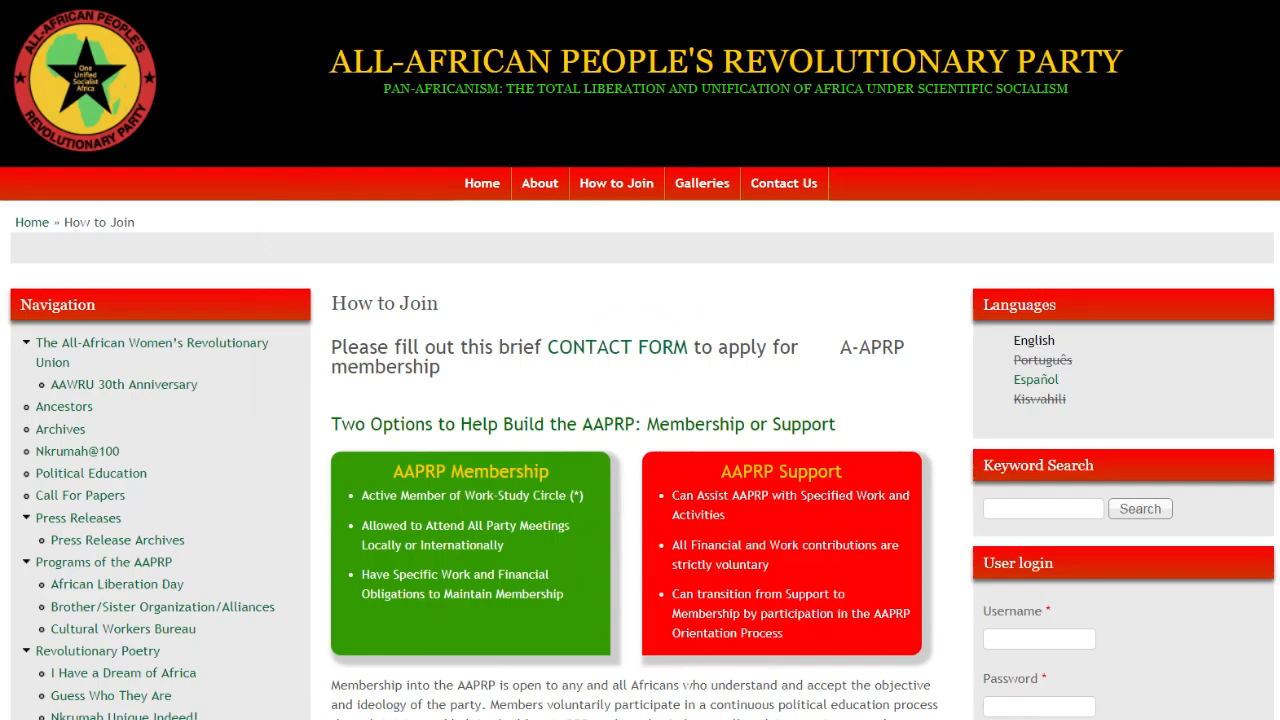 ALL-AFRICAN PEOPLE'S
One
Unified
Socialist
Africa
REVOLUTIONARY PARTY
ALL-AFRICAN PEOPLE'S REVOLUTIONARY PARTY
PAN-AFRICANISM: THE TOTAL LIBERATION AND UNIFICATION OF AFRICA UNDER SCIENTIFIC SOCIALISM
Home About How to Join Galleries Contact Us
Home » How to Join
Navigation
The All-African Women’s Revolutionary
Union
AAWRU 30th Anniversary
Ancestors
Archives
Nkrumah@100
Political Education
Call For Papers
Press Releases
Press Release Archives
Programs of the AAPRP
African Liberation Day
Brother/Sister Organization/Alliances
Cultural Workers Bureau
Revolutionary Poetry
I Have a Dream of Africa
Guess Who They Are
Nkrumah Unique Indeed!
How to Join
Please fill out this brief CONTACT FORM to apply for A-APRP
membership
Two Options to Help Build the AAPRP: Membership or Support
AAPRP Membership
Active Member of Work-Study Circle (*)
Allowed to Attend All Party Meetings
Locally or Internationally
Have Specific Work and Financial
Obligations to Maintain Membership
AAPRP Support
Can Assist AAPRP with Specified Work and
Activities
All Financial and Work contributions are
strictly voluntary
Can transition from Support to
Membership by participation in the AAPRP
Orientation Process
Membership into the AAPRP is open to any and all Africans who understand and accept the objective
and ideology of the party. Members voluntarily participate in a continuous political education process
Languages
English
Português
Español
Kiswahili
Keyword Search
Search
User login
Username *
Password *